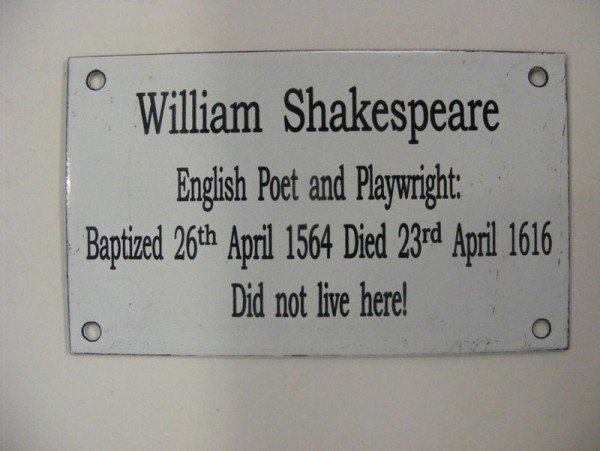 William Shakespeare
English Poet and Playwright:
Baptized 26th April 1564 Died 23rd April 1616
Did not live here!